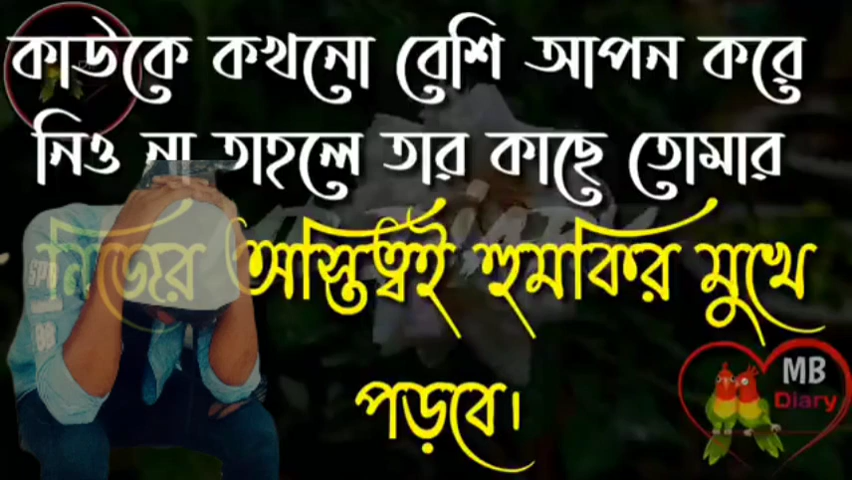 কাউকে কখনো বেশি আপন করে
নিও না তাহলে তার কাছে তোমার
নিজের অস্তিত্বই হুমকির মুখে
পড়বে।
MB
Diary